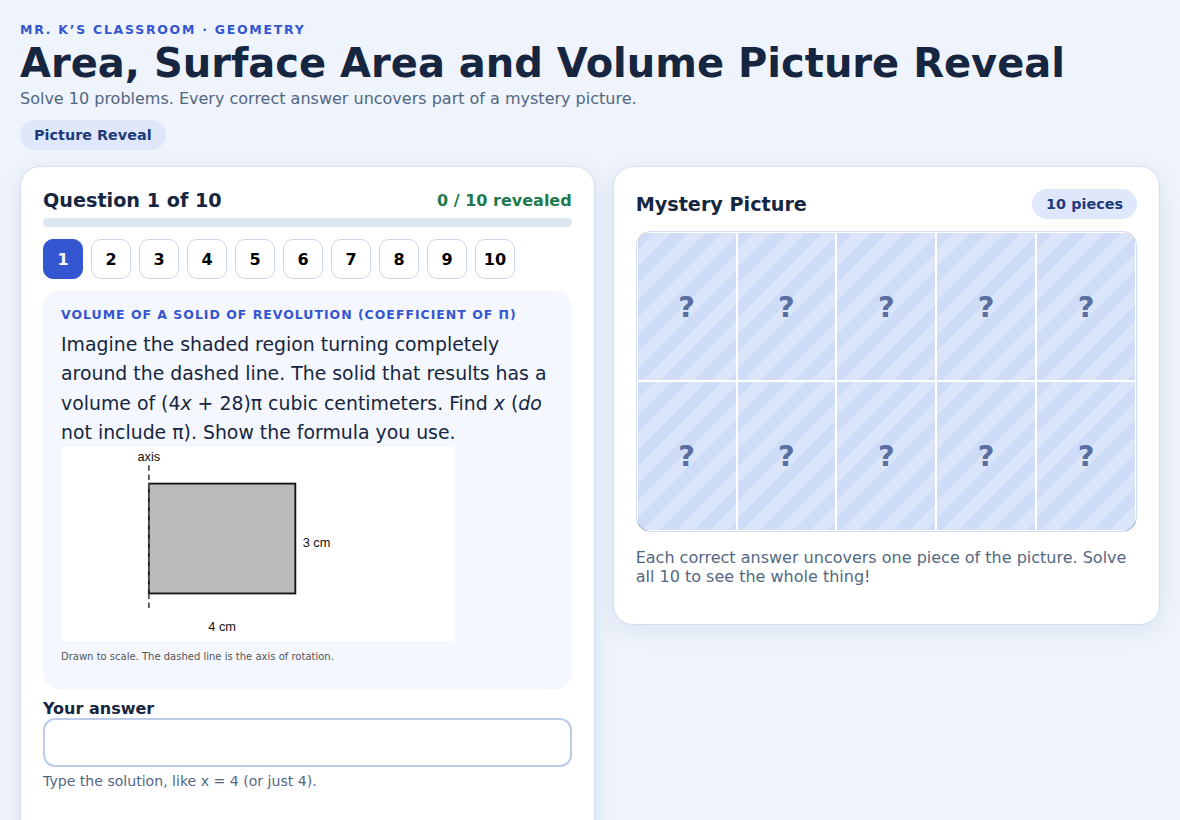 MR. K’S CLASSROOM · GEOMETRY
Area, Surface Area and Volume Picture Reveal
Solve 10 problems. Every correct answer uncovers part of a mystery picture.
Picture Reveal
Question 1 of 10
0 / 10 revealed
1 2 3 4 5 6 7 8 9 10
VOLUME OF A SOLID OF REVOLUTION (COEFFICIENT OF Π)
Imagine the shaded region turning completely
around the dashed line. The solid that results has a
volume of (4x + 28)π cubic centimeters. Find x (do
not include π). Show the formula you use.
axis
3 cm
4 cm
Drawn to scale. The dashed line is the axis of rotation.
Your answer
Type the solution, like x = 4 (or just 4).
Mystery Picture
10 pieces
? ? ? ? ?
? ? ? ? ?
Each correct answer uncovers one piece of the picture. Solve
all 10 to see the whole thing!